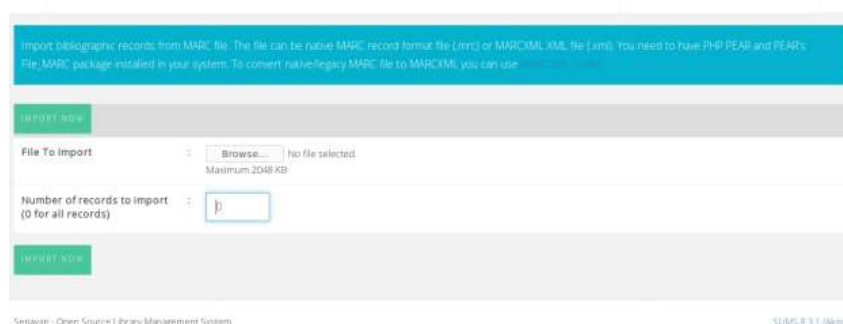 Import bibliographic records from MARC file. The file can be native MARC record format file (.mrc) or MARCXML XML file (.xml). You need to have PHP PEAR and PEAR's
File_MARC package installed in your system. To convert native/legacy MARC file to MARCXML you can use
IMPORT NOW
File To Import : Browse... No file selected.
Maximum 2048 KB
Number of records to import : 0
(0 for all records)
IMPORT NOW
Senayan - Open Source Library Management System